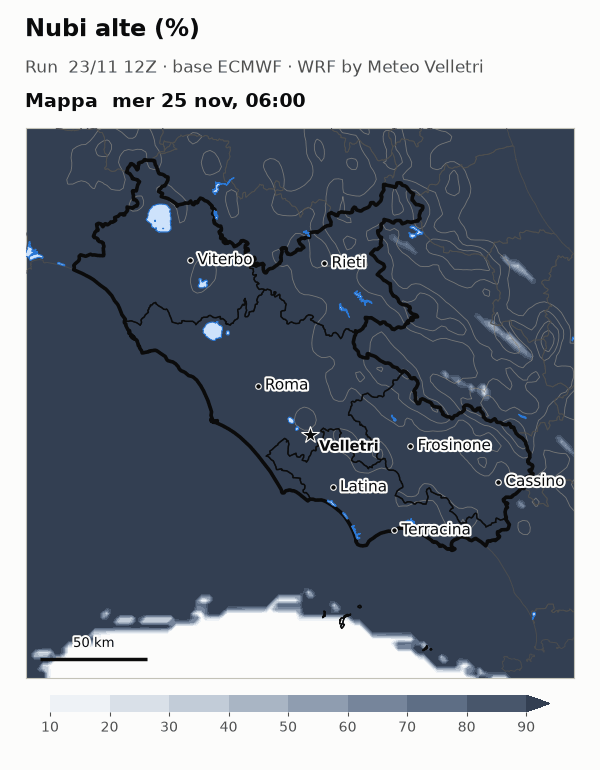 Nubi alte (%)
Run 23/11 12Z · base ECMWF · WRF by Meteo Velletri
Mappa mer 25 nov, 06:00
Viterbo
Rieti
Roma
Velletri
Frosinone
Cassino
Latina
Terracina
50 km
10 20 30 40 50 60 70 80 90